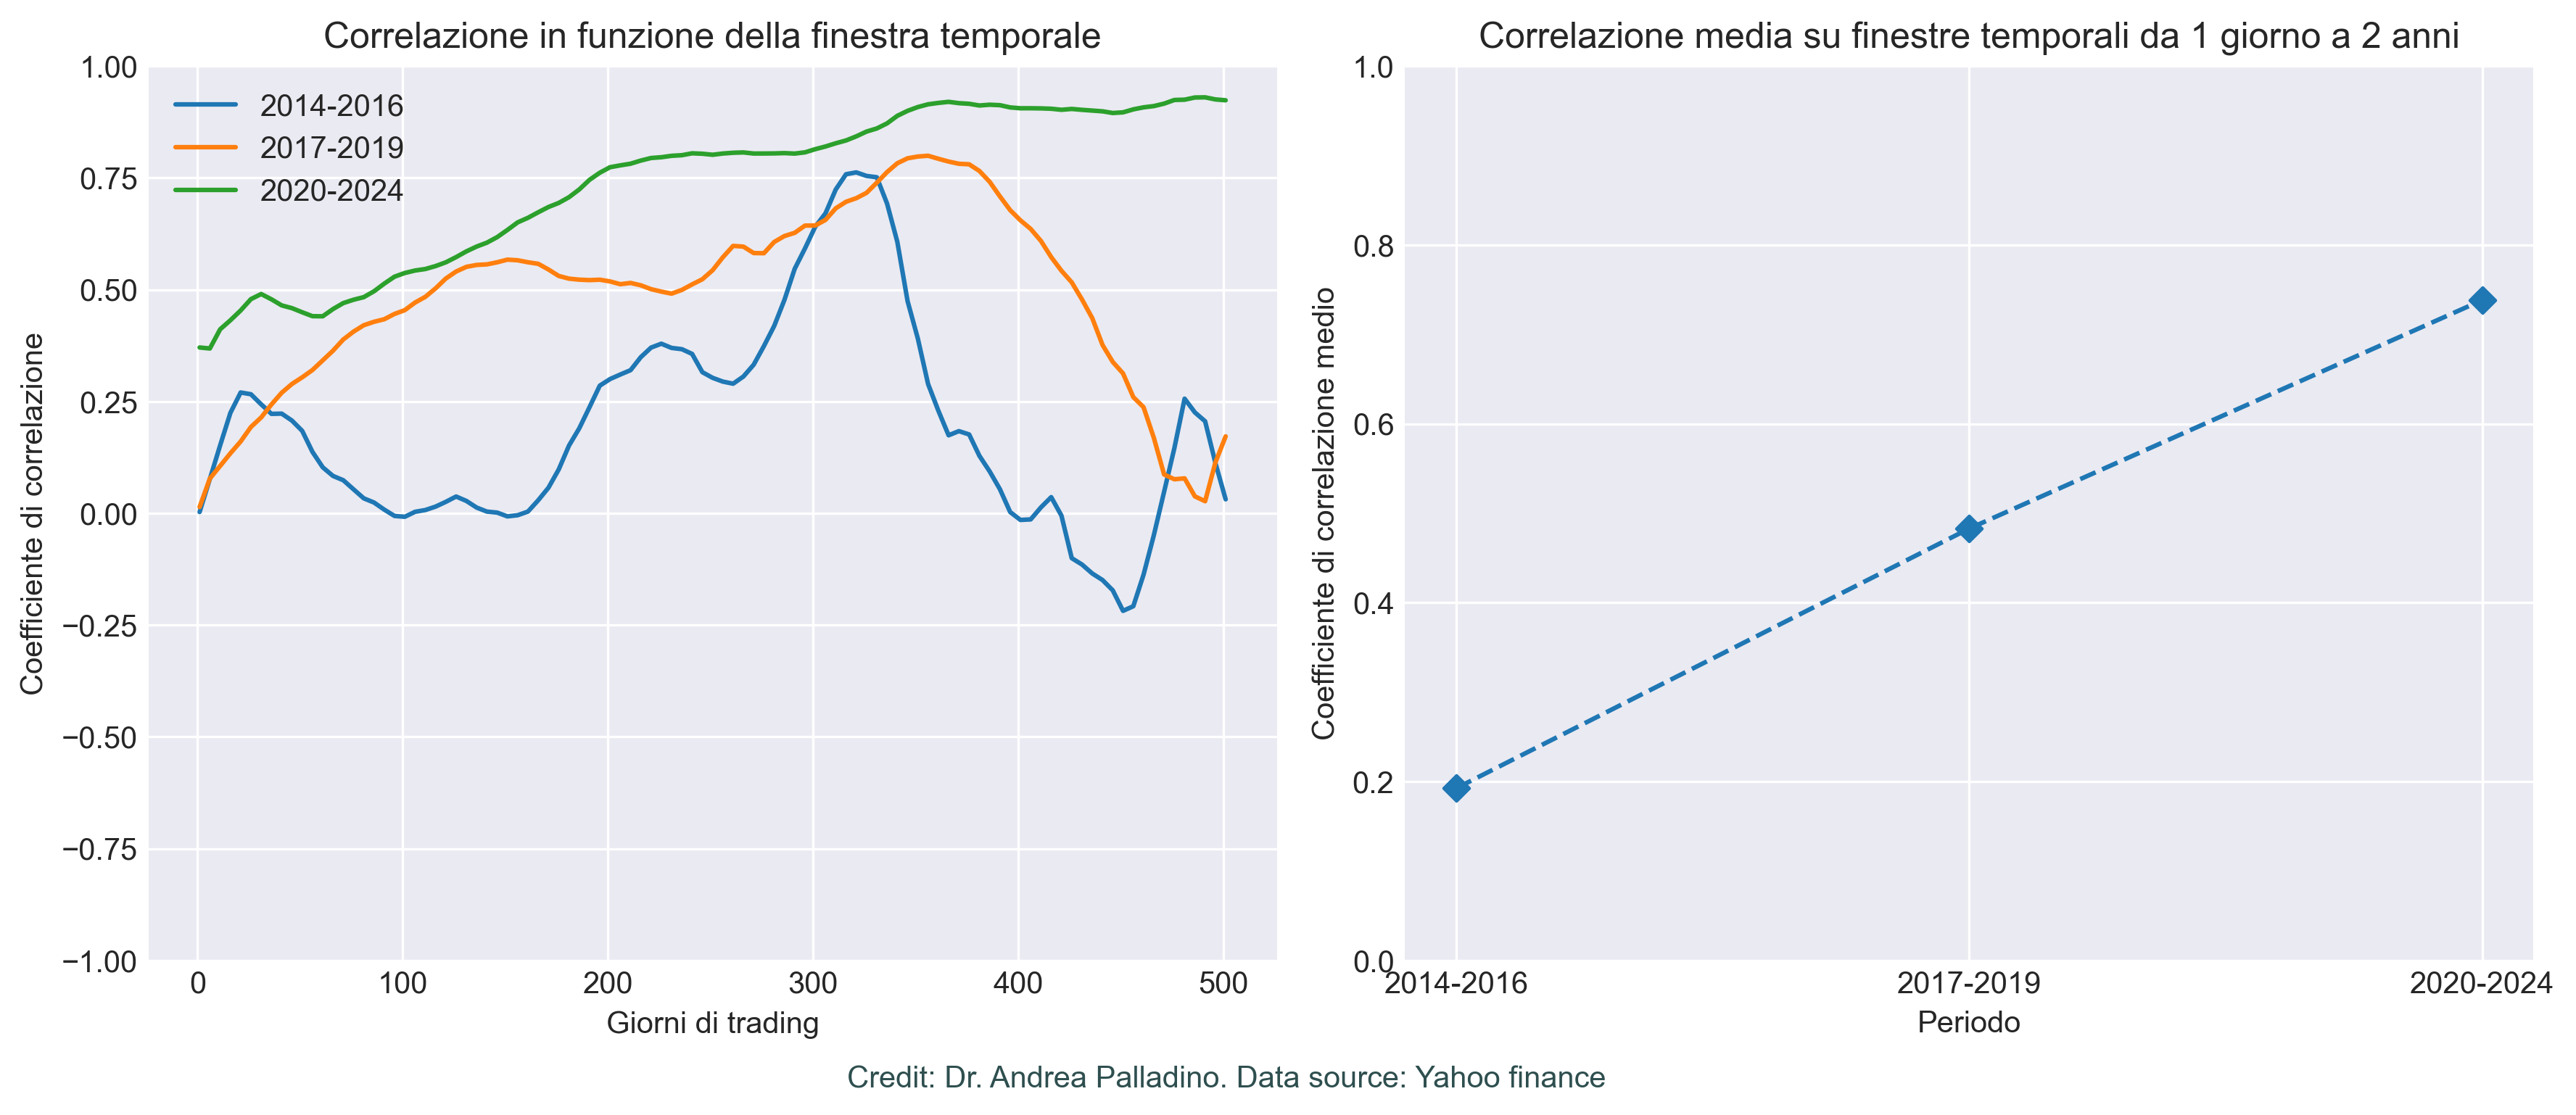 Correlazione in funzione della finestra temporale
Coefficiente di correlazione
1.00
0.75
0.50
0.25
0.00
−0.25
−0.50
−0.75
−1.00
2014-2016
2017-2019
2020-2024
0 100 200 300 400 500
Giorni di trading
Correlazione media su finestre temporali da 1 giorno a 2 anni
Coefficiente di correlazione medio
1.0
0.8
0.6
0.4
0.2
0.0
2014-2016 2017-2019 2020-2024
Periodo
Credit: Dr. Andrea Palladino. Data source: Yahoo finance